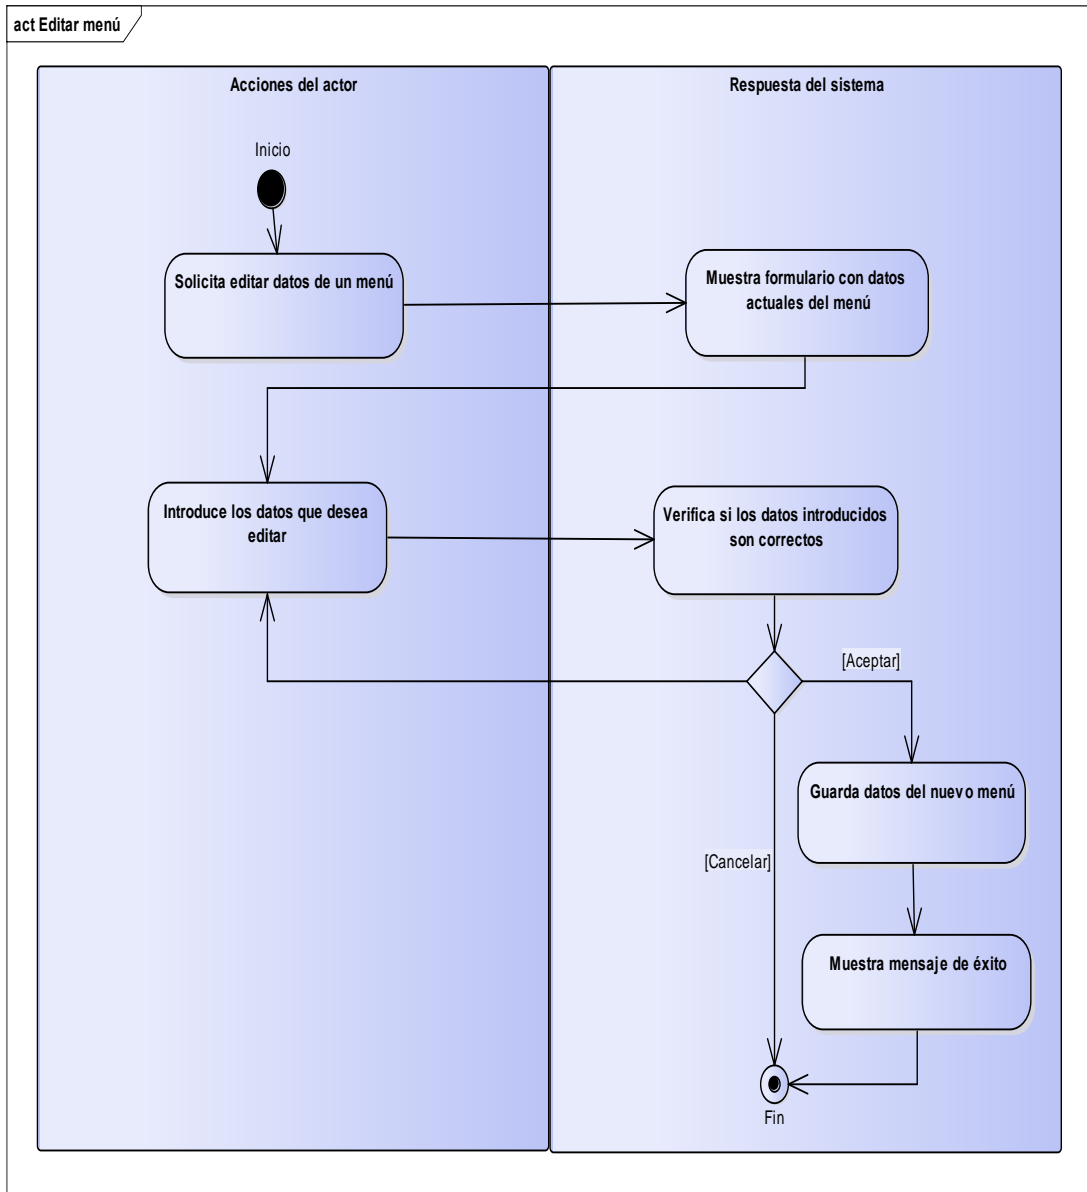 act Editar menú
Acciones del actor
Respuesta del sistema
Inicio
Solicita editar datos de un menú
Muestra formulario con datos
actuales del menú
Introduce los datos que desea
editar
Verifica si los datos introducidos
son correctos
[Aceptar]
Guarda datos del nuevo menú
[Cancelar]
Muestra mensaje de éxito
Fin